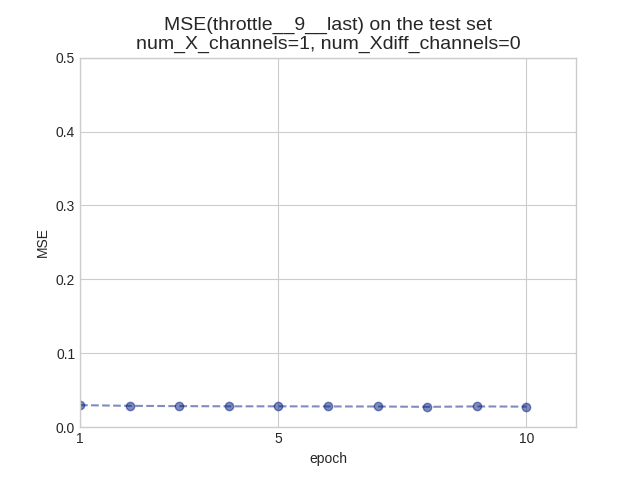 MSE(throttle__9__last) on the test set
num_X_channels=1, num_Xdiff_channels=0
0.5
0.4
0.3
0.2
0.1
0.0
MSE
1
5
10
epoch